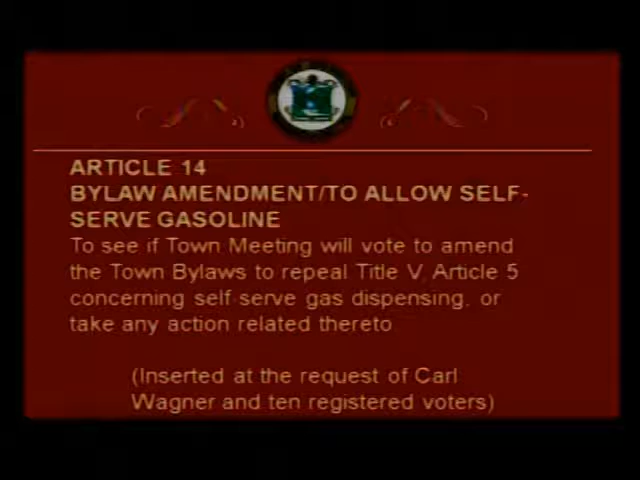 ARTICLE 14
BYLAW AMENDMENT/TO ALLOW SELF-
SERVE GASOLINE
To see if Town Meeting will vote to amend
the Town Bylaws to repeal Title V, Article 5
concerning self serve gas dispensing, or
take any action related thereto
(Inserted at the request of Carl
Wagner and ten registered voters)